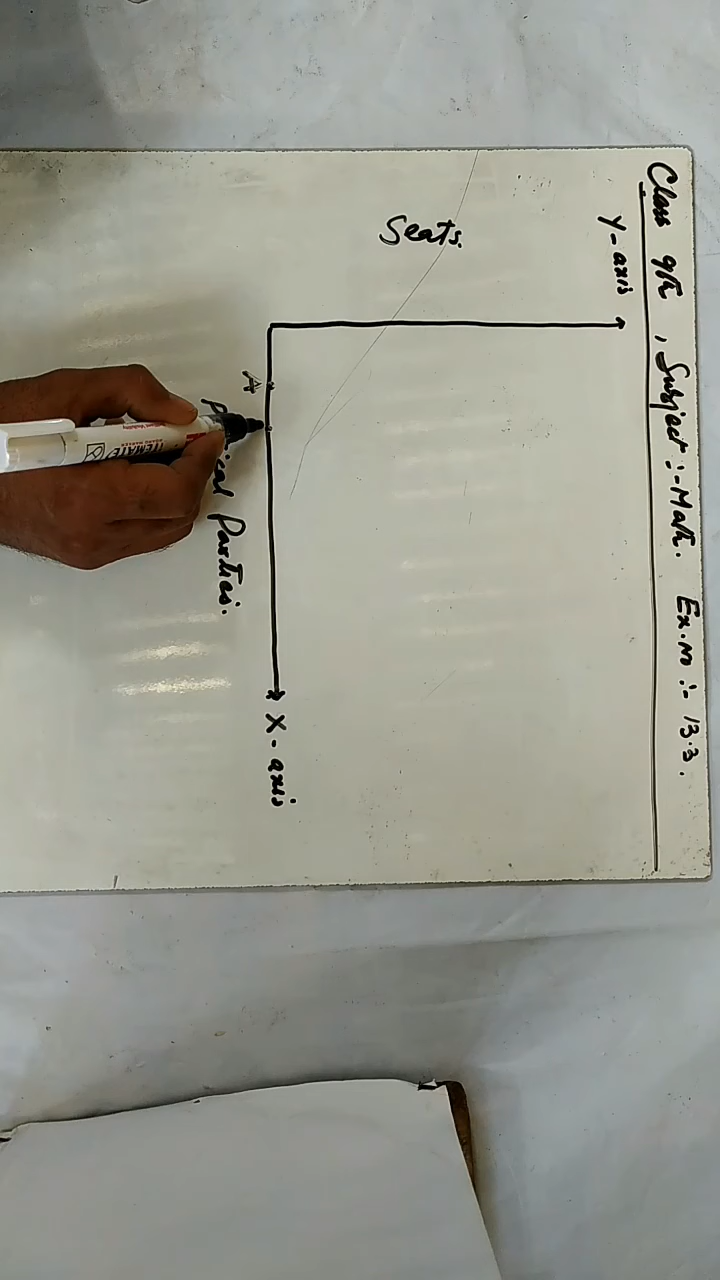 Class 9th, Subject :- Math. Ex. No :- 13.3.
Y-axis
Seats.
A
X-axis
Parties.